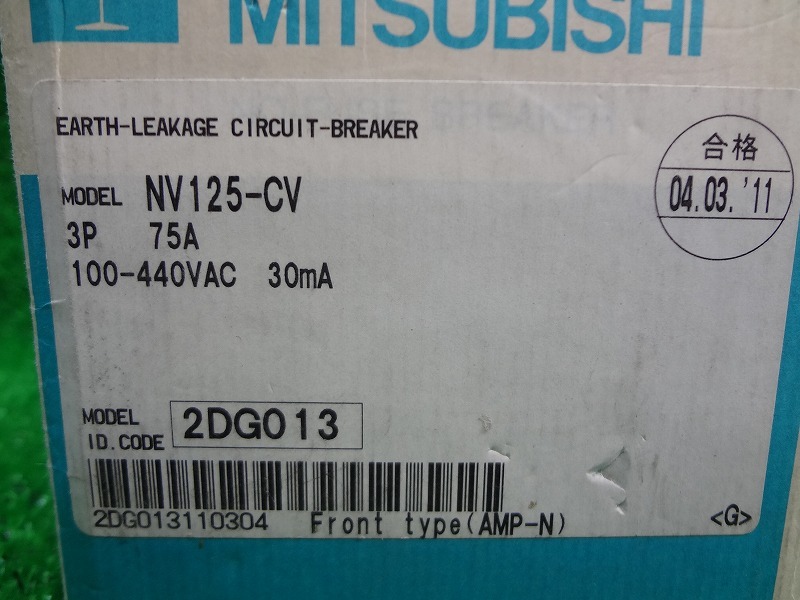 MITSUBISHI
EARTH-LEAKAGE CIRCUIT-BREAKER
合格
04.03.'11
MODEL NV125-CV
3P 75A
100-440VAC 30mA
MODEL
ID.CODE 2DG013
2DG013110304 Front type(AMP-N) <G>